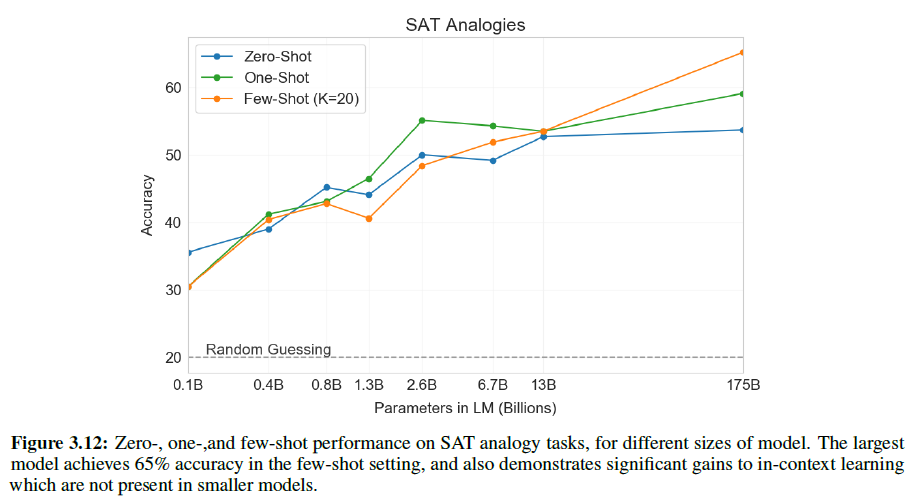 SAT Analogies
Zero-Shot
One-Shot
Few-Shot (K=20)
60
50
40
30
20
Accuracy
Random Guessing
0.1B 0.4B 0.8B 1.3B 2.6B 6.7B 13B 175B
Parameters in LM (Billions)
Figure 3.12: Zero-, one-,and few-shot performance on SAT analogy tasks, for different sizes of model. The largest
model achieves 65% accuracy in the few-shot setting, and also demonstrates significant gains to in-context learning
which are not present in smaller models.